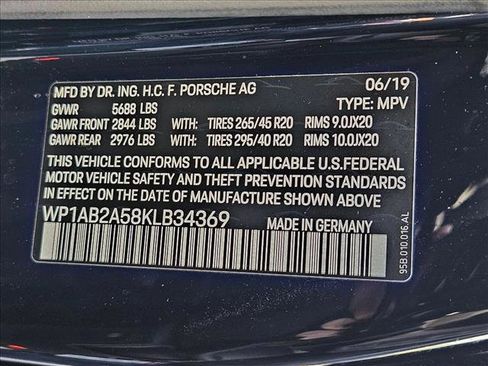 MFD BY DR. ING. H.C. F. PORSCHE AG 06/19
GVWR 5688 LBS TYPE: MPV
GAWR FRONT 2844 LBS WITH: TIRES 265/45 R20 RIMS 9.0JX20
GAWR REAR 2976 LBS WITH: TIRES 295/40 R20 RIMS 10.0JX20
THIS VEHICLE CONFORMS TO ALL APPLICABLE U.S.FEDERAL
MOTOR VEHICLE SAFETY AND THEFT PREVENTION STANDARDS
IN EFFECT ON THE DATE OF MANUFACTURE SHOWN ABOVE
WP1AB2A58KLB34369 MADE IN GERMANY
95B.010.016.AL